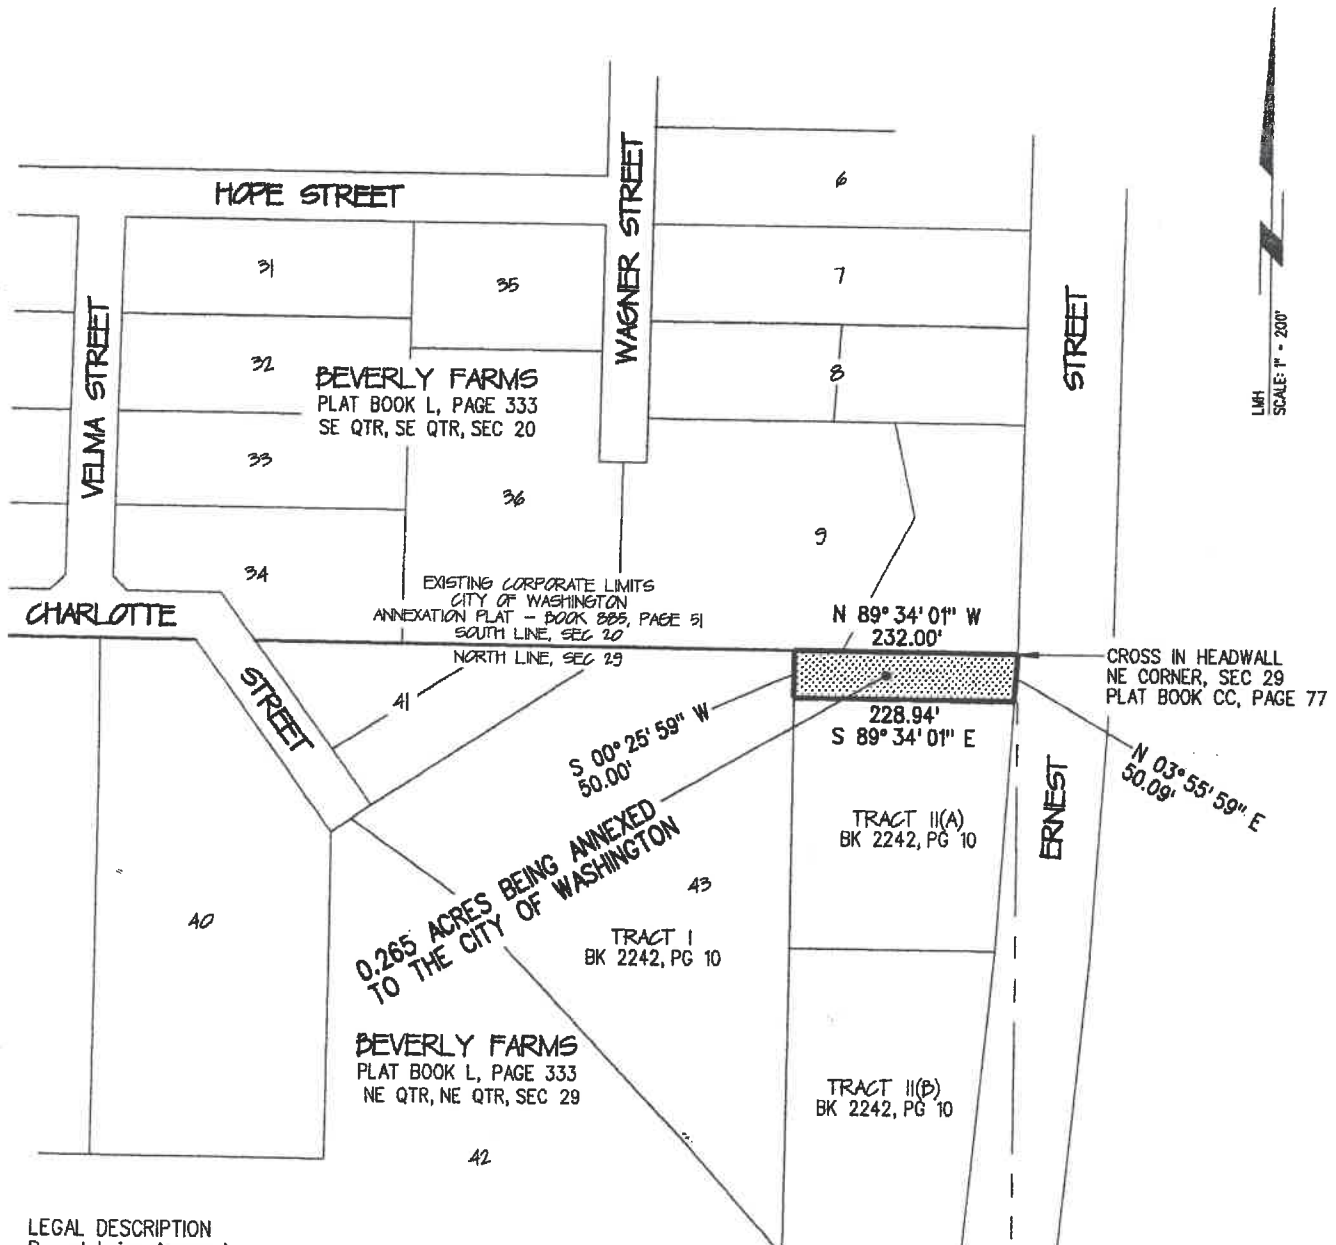 HOPE STREET
WAGNER STREET
VELMA STREET
STREET
6
7
8
9
31
35
32
33
36
34
BEVERLY FARMS
PLAT BOOK L, PAGE 333
SE QTR, SE QTR, SEC 20
LMH
SCALE: 1" - 200'
CHARLOTTE
STREET
EXISTING CORPORATE LIMITS
CITY OF WASHINGTON
ANNEXATION PLAT - BOOK 885, PAGE 51
SOUTH LINE, SEC 20
NORTH LINE, SEC 29
N 89° 34' 01" W
232.00'
CROSS IN HEADWALL
NE CORNER, SEC 29
PLAT BOOK CC, PAGE 77
41
S 00° 25' 59" W
50.00'
228.94'
S 89° 34' 01" E
N 03° 55' 59" E
50.09'
ERNEST
TRACT II(A)
BK 2242, PG 10
0.265 ACRES BEING ANNEXED
TO THE CITY OF WASHINGTON
40
43
TRACT I
BK 2242, PG 10
BEVERLY FARMS
PLAT BOOK L, PAGE 333
NE QTR, NE QTR, SEC 29
TRACT II(B)
BK 2242, PG 10
42
LEGAL DESCRIPTION